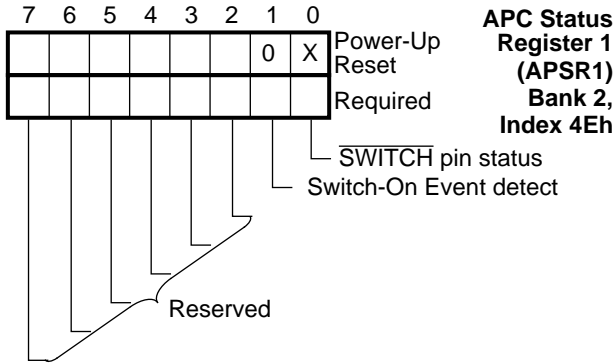 7 6 5 4 3 2 1 0
APC Status
Register 1
(APSR1)
Bank 2,
Index 4Eh
0 X
Power-Up
Reset
Required
SWITCH pin status
Switch-On Event detect
Reserved